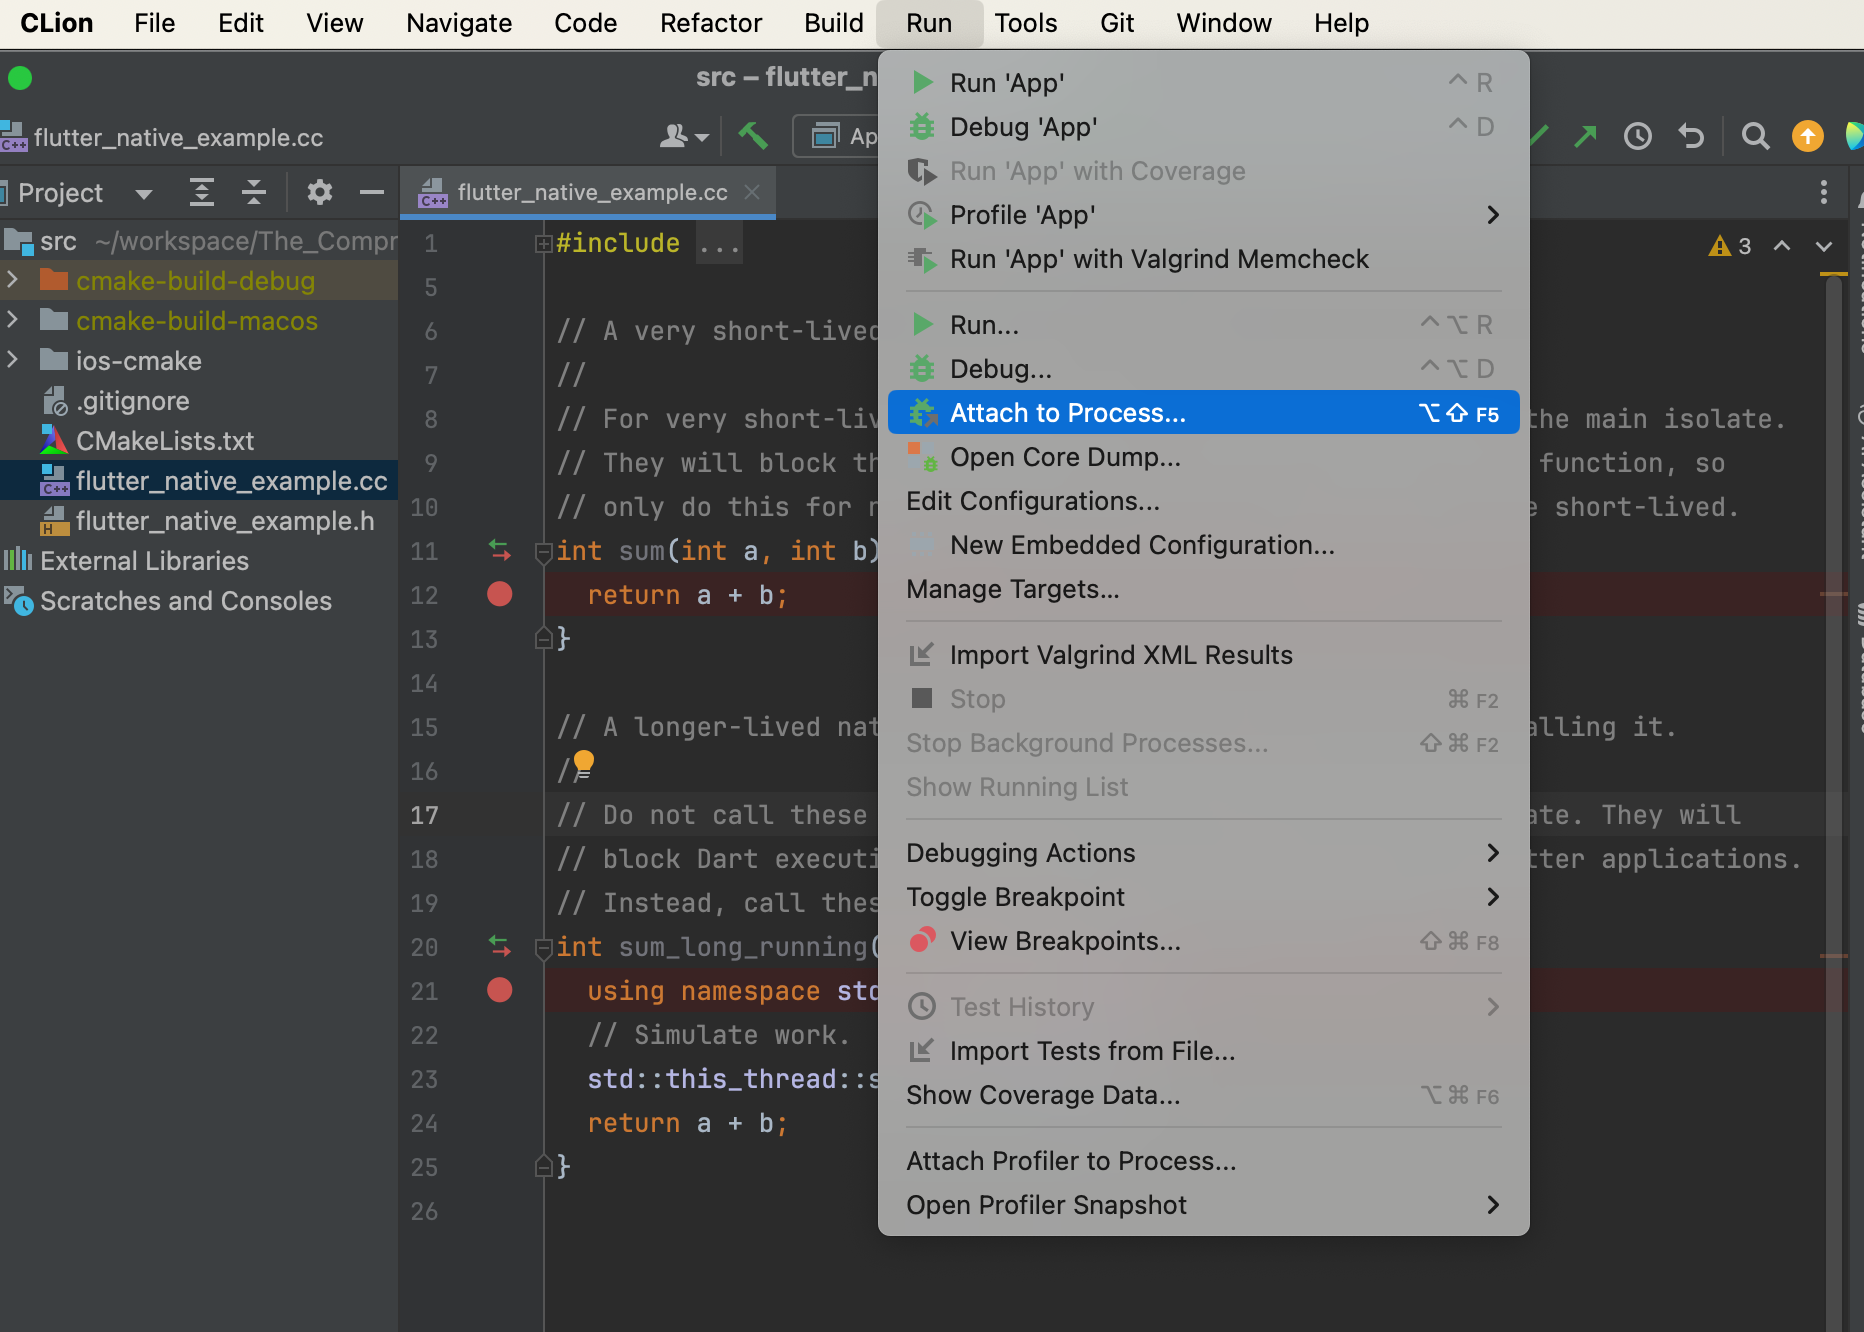 CLion File Edit View Navigate Code Refactor Build Run Tools Git Window Help
src – flutter_n
flutter_native_example.cc
Ap
Project
flutter_native_example.cc
src ~/workspace/The_Compr
cmake-build-debug
cmake-build-macos
ios-cmake
.gitignore
CMakeLists.txt
flutter_native_example.cc
flutter_native_example.h
External Libraries
Scratches and Consoles
1 #include ...
3
5
6 // A very short-lived
7 //
8 // For very short-liv
the main isolate.
9 // They will block th
function, so
10 // only do this for n
e short-lived.
11 int sum(int a, int b)
12 return a + b;
13 }
14
15 // A longer-lived nat
alling it.
16 //
17 // Do not call these
ate. They will
18 // block Dart executi
tter applications.
19 // Instead, call thes
20 int sum_long_running(
21 using namespace std
22 // Simulate work.
23 std::this_thread::s
24 return a + b;
25 }
26
Run 'App' ⌃ R
Debug 'App' ⌃ D
Run 'App' with Coverage
Profile 'App'
Run 'App' with Valgrind Memcheck
Run... ⌃⌥ R
Debug... ⌃⌥ D
Attach to Process... ⌥⇧ F5
Open Core Dump...
Edit Configurations...
New Embedded Configuration...
Manage Targets...
Import Valgrind XML Results
Stop ⌘ F2
Stop Background Processes... ⇧⌘ F2
Show Running List
Debugging Actions
Toggle Breakpoint
View Breakpoints... ⇧⌘ F8
Test History
Import Tests from File...
Show Coverage Data... ⌥⌘ F6
Attach Profiler to Process...
Open Profiler Snapshot